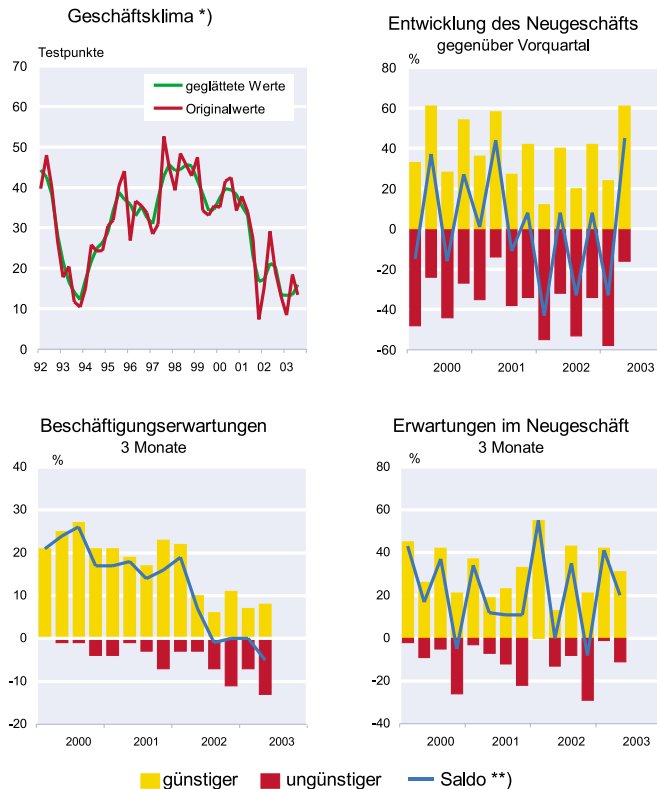 Geschäftsklima *)
Testpunkte
70
60
50
40
30
20
10
0
geglättete Werte
Originalwerte
92 93 94 95 96 97 98 99 00 01 02 03
Entwicklung des Neugeschäfts
gegenüber Vorquartal
%
80
60
40
20
0
-20
-40
-60
2000 2001 2002 2003
Beschäftigungserwartungen
3 Monate
%
40
30
20
10
0
-10
-20
2000 2001 2002 2003
Erwartungen im Neugeschäft
3 Monate
%
80
60
40
20
0
-20
-40
2000 2001 2002 2003
günstiger ungünstiger Saldo **)